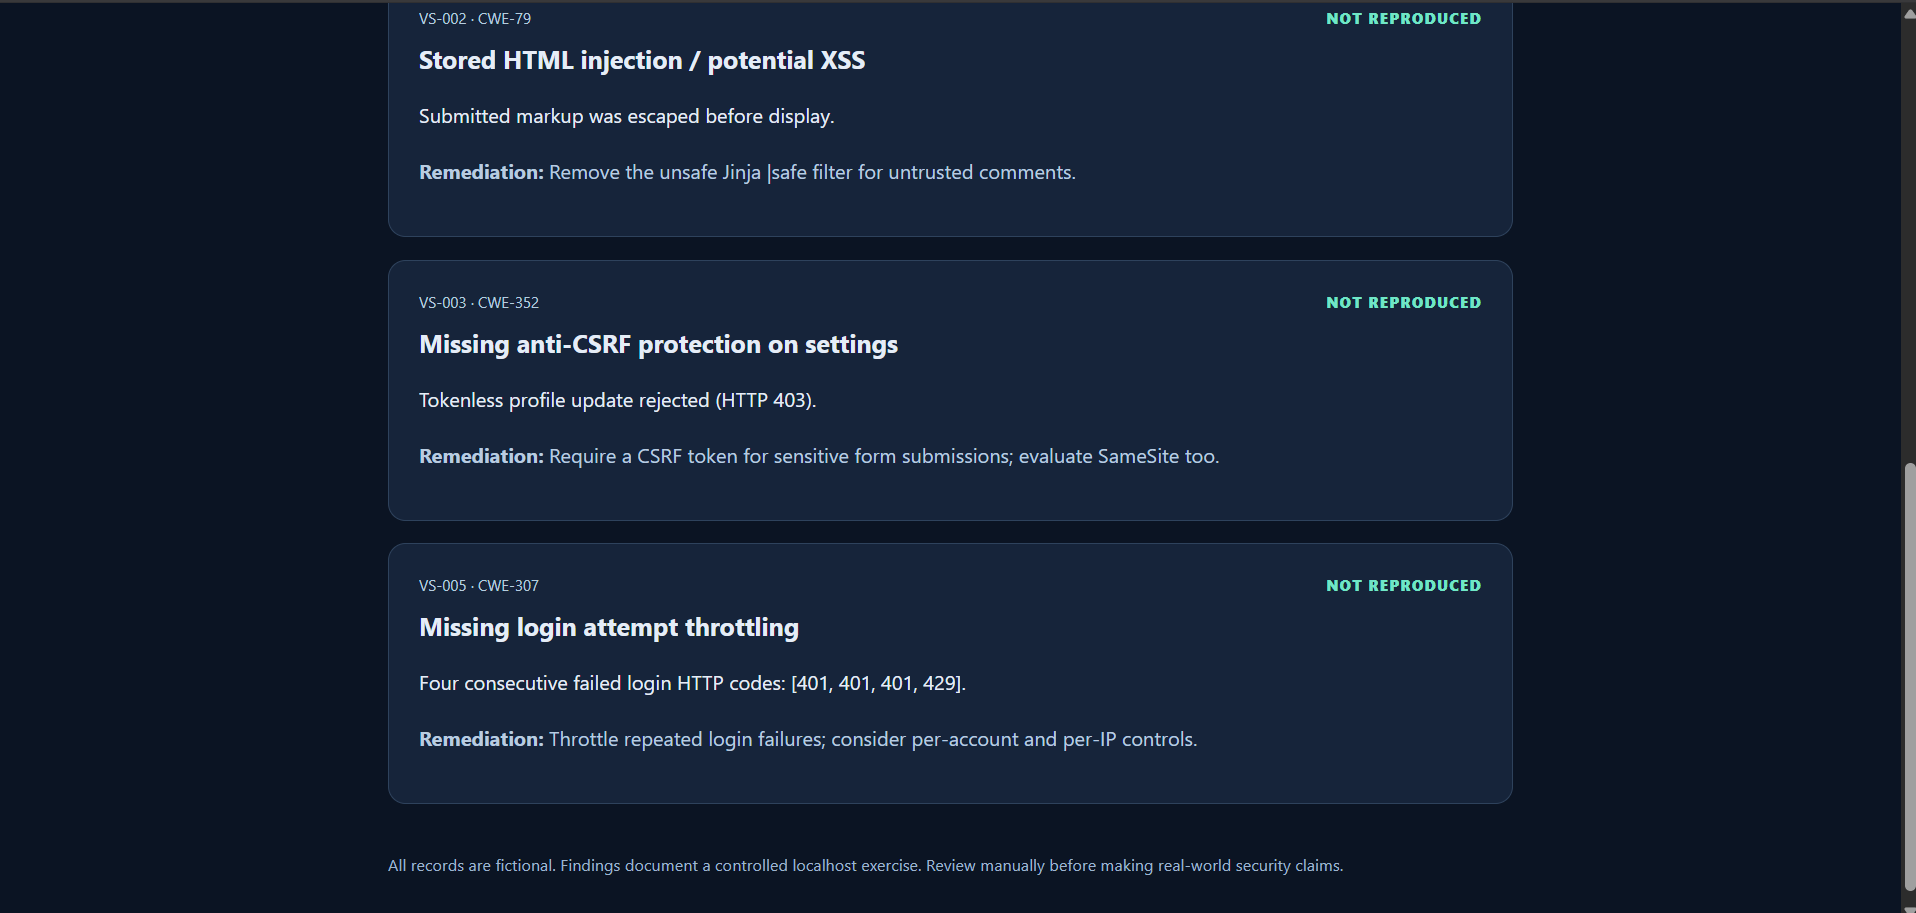 VS-002 · CWE-79
NOT REPRODUCED
Stored HTML injection / potential XSS
Submitted markup was escaped before display.
Remediation: Remove the unsafe Jinja |safe filter for untrusted comments.
VS-003 · CWE-352
NOT REPRODUCED
Missing anti-CSRF protection on settings
Tokenless profile update rejected (HTTP 403).
Remediation: Require a CSRF token for sensitive form submissions; evaluate SameSite too.
VS-005 · CWE-307
NOT REPRODUCED
Missing login attempt throttling
Four consecutive failed login HTTP codes: [401, 401, 401, 429].
Remediation: Throttle repeated login failures; consider per-account and per-IP controls.
All records are fictional. Findings document a controlled localhost exercise. Review manually before making real-world security claims.